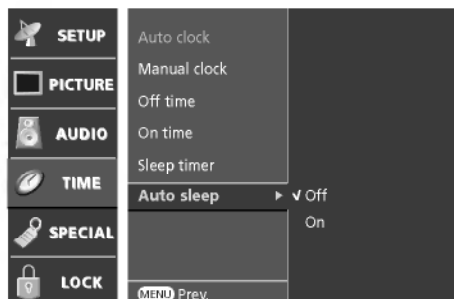 SETUP
PICTURE
AUDIO
TIME
SPECIAL
LOCK
Auto clock
Manual clock
Off time
On time
Sleep timer
Auto sleep
Off
On
MENU Prev.